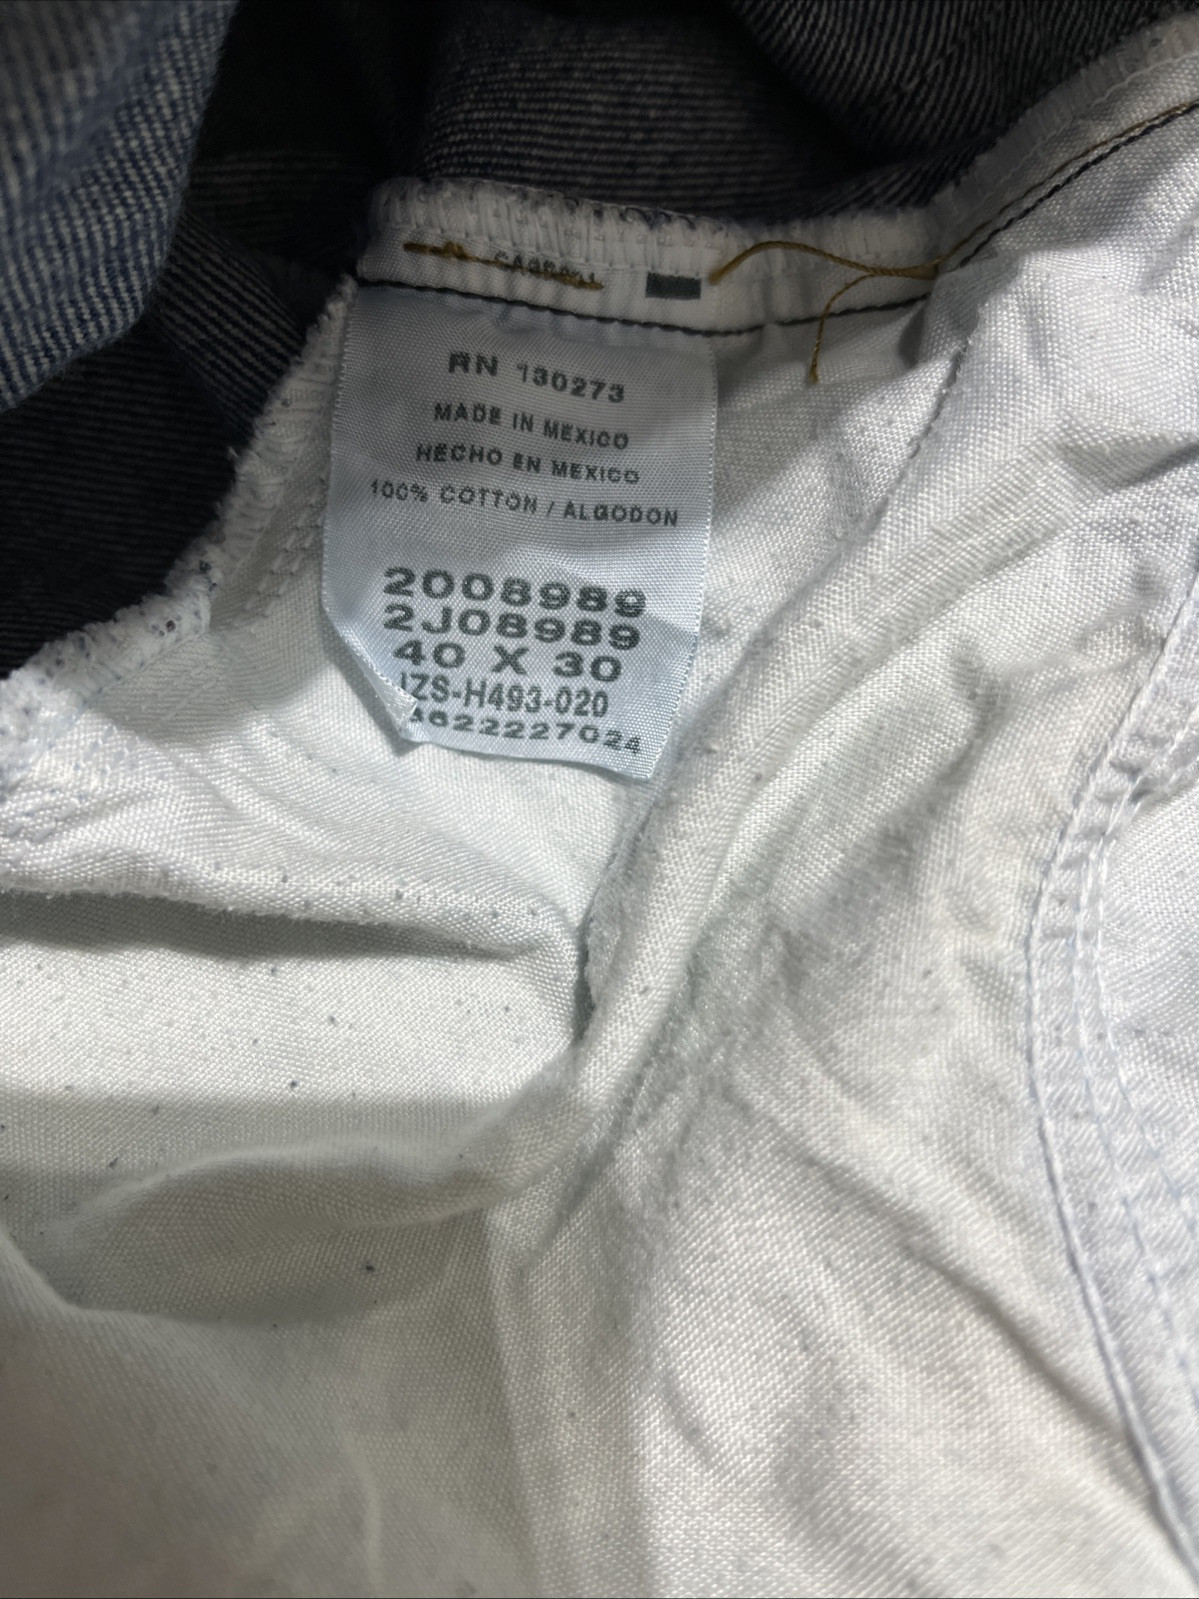 RN 130273
MADE IN MEXICO
HECHO EN MEXICO
100% COTTON / ALGODON
2008989
2J08989
40 X 30
IZS-H493-020